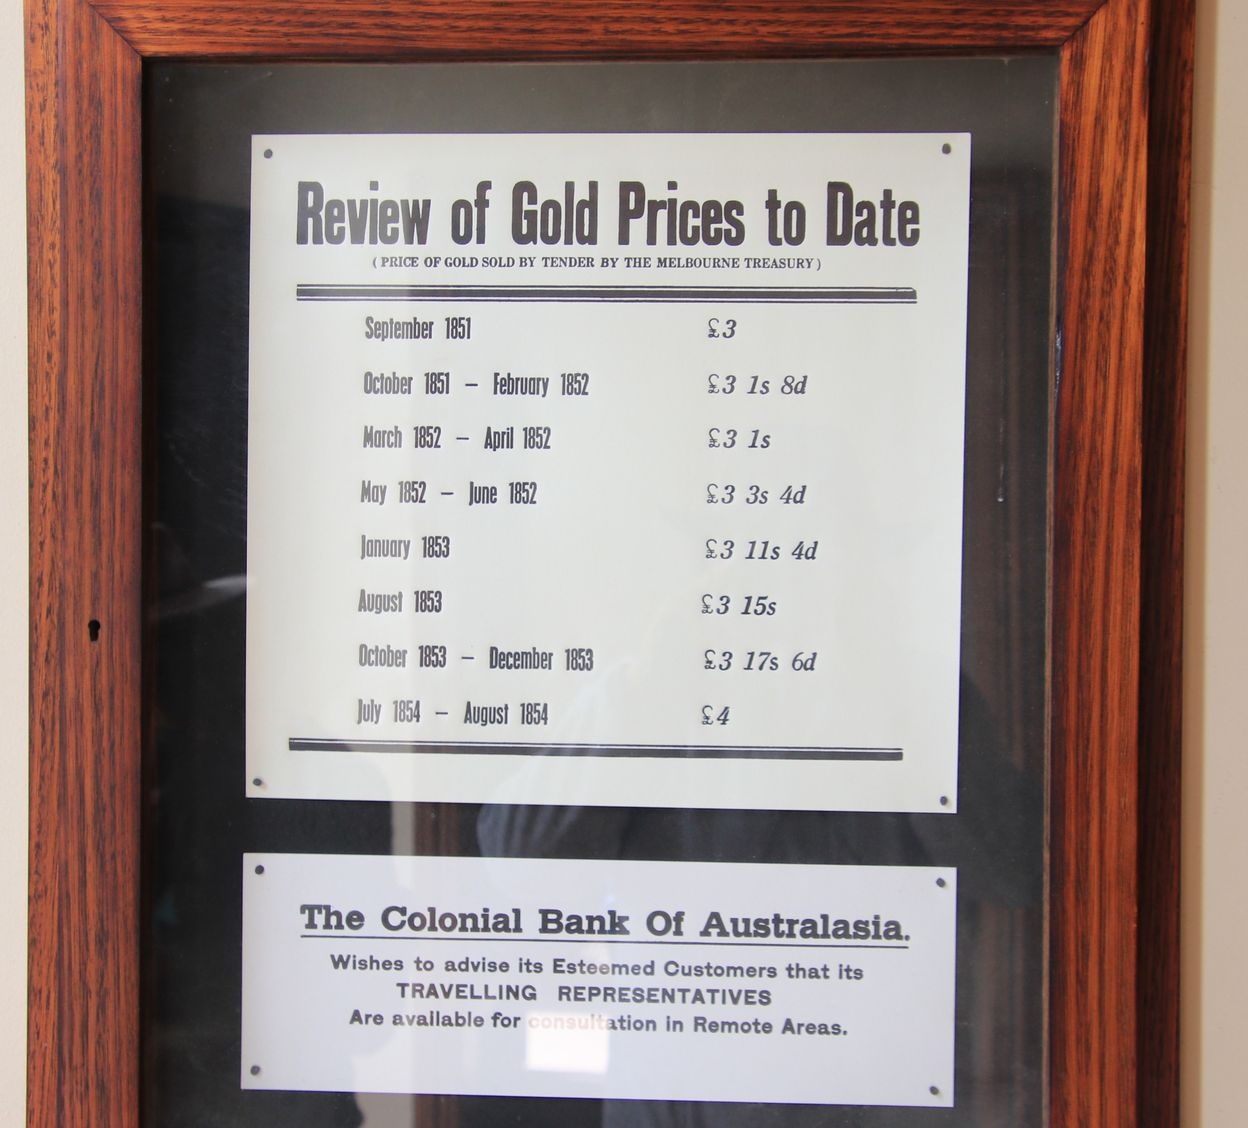 Review of Gold Prices to Date
( PRICE OF GOLD SOLD BY TENDER BY THE MELBOURNE TREASURY )
September 1851 £3
October 1851 – February 1852 £3 1s 8d
March 1852 – April 1852 £3 1s
May 1852 – June 1852 £3 3s 4d
January 1853 £3 11s 4d
August 1853 £3 15s
October 1853 – December 1853 £3 17s 6d
July 1854 – August 1854 £4
The Colonial Bank Of Australasia.
Wishes to advise its Esteemed Customers that its
TRAVELLING REPRESENTATIVES
Are available for consultation in Remote Areas.